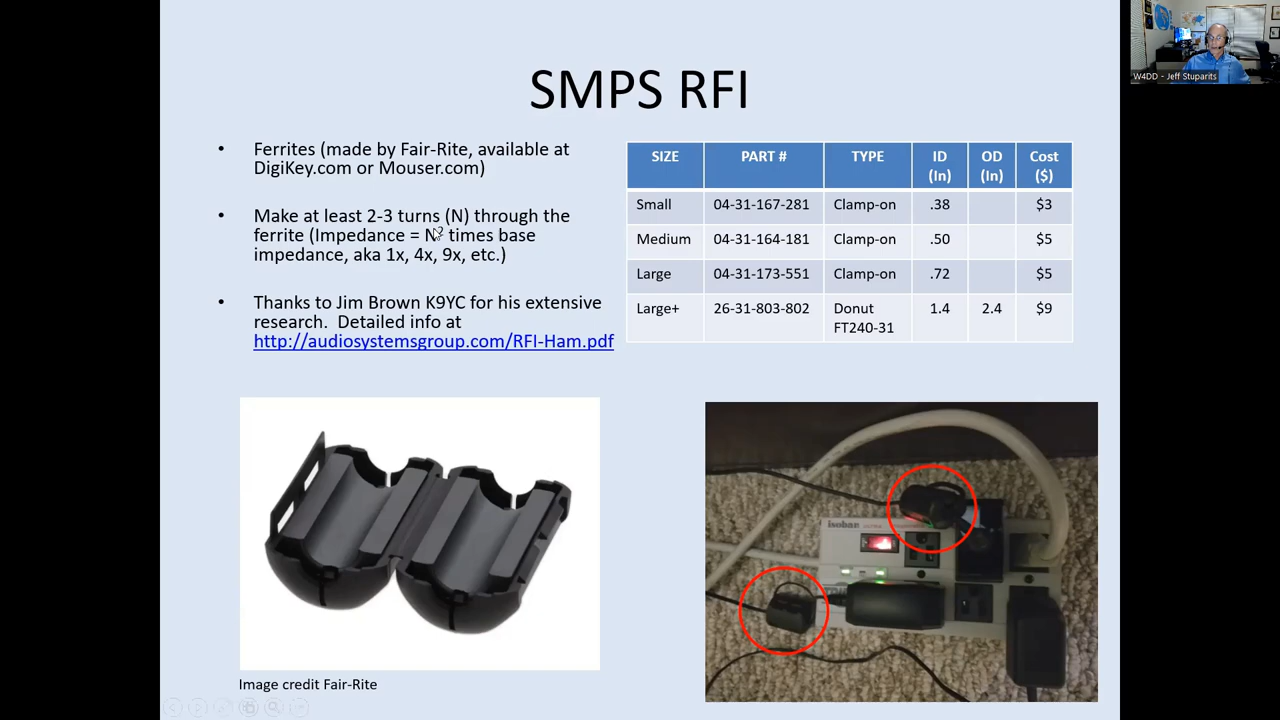 W4DD - Jeff Stuparits
SMPS RFI
• Ferrites (made by Fair-Rite, available at
DigiKey.com or Mouser.com)
• Make at least 2-3 turns (N) through the
ferrite (Impedance = N² times base
impedance, aka 1x, 4x, 9x, etc.)
• Thanks to Jim Brown K9YC for his extensive
research.  Detailed info at
http://audiosystemsgroup.com/RFI-Ham.pdf
SIZE PART # TYPE ID (In) OD (In) Cost ($)
Small 04-31-167-281 Clamp-on .38 $3
Medium 04-31-164-181 Clamp-on .50 $5
Large 04-31-173-551 Clamp-on .72 $5
Large+ 26-31-803-802 Donut FT240-31 1.4 2.4 $9
isobar
Image credit Fair-Rite